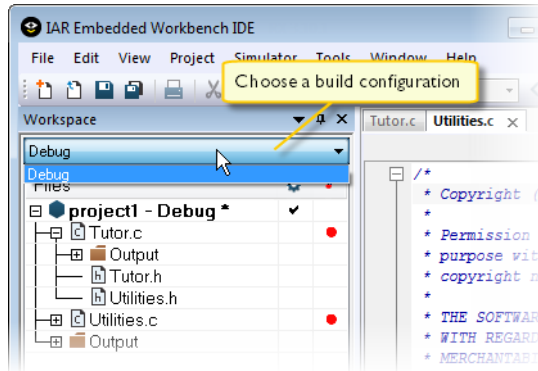 IAR Embedded Workbench IDE
File Edit View Project Simulator Tools Window Help
Choose a build configuration
Workspace
Tutor.c Utilities.c
Debug
Debug
Files
project1 - Debug *
Tutor.c
Output
Tutor.h
Utilities.h
Utilities.c
Output
/*
* Copyright (
*
* Permission
* purpose wit
* copyright n
*
* THE SOFTWAR
* WITH REGARD
* MERCHANTABI